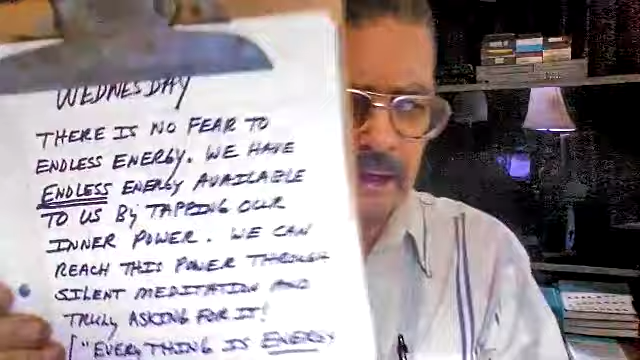 WEDNESDAY
THERE IS NO FEAR TO
ENDLESS ENERGY. WE HAVE
ENDLESS ENERGY AVAILABLE
TO US By TAPPING OUR
INNER POWER. WE CAN
REACH THIS POWER THROUGH
SILENT MEDITATION AND
TRULY ASKING FOR IT!
"EVERYTHING IS ENERGY